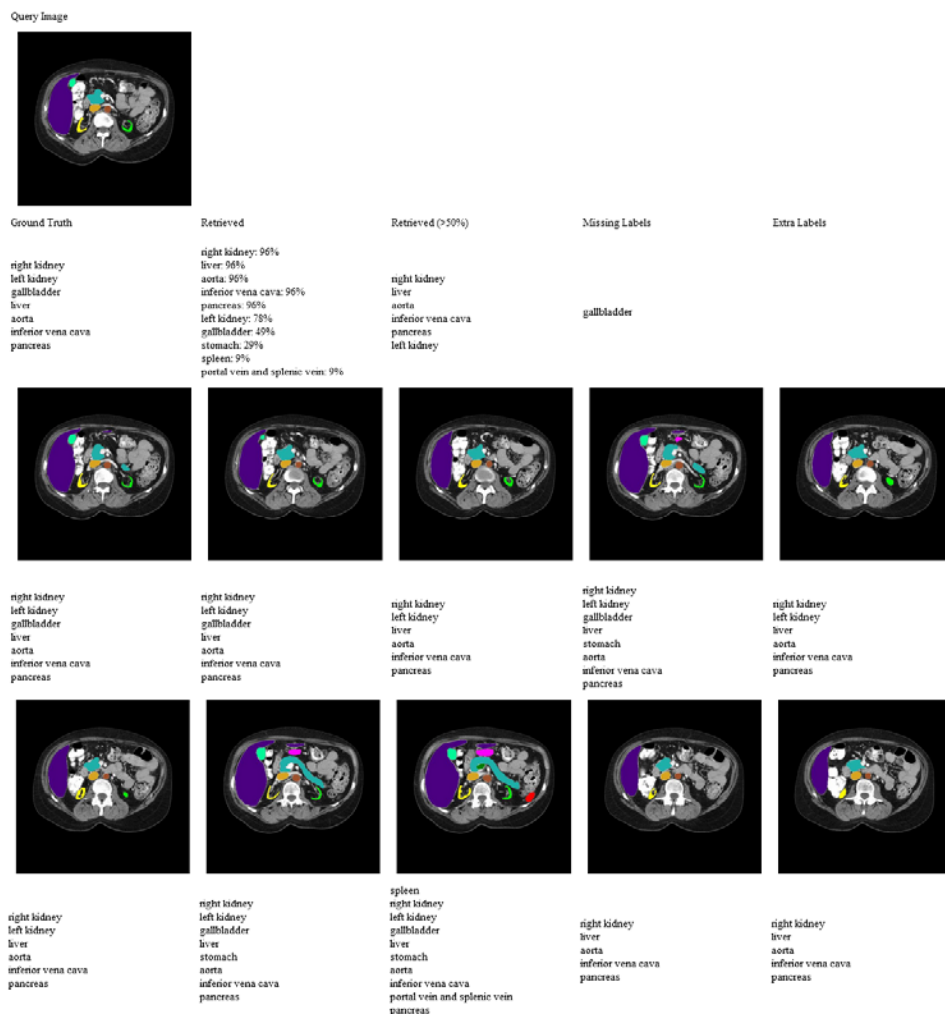 Query Image
Ground Truth
Retrieved
Retrieved (>50%)
Missing Labels
Extra Labels
right kidney
left kidney
gallbladder
liver
aorta
inferior vena cava
pancreas
right kidney: 96%
liver: 96%
aorta: 96%
inferior vena cava: 96%
pancreas: 96%
left kidney: 78%
gallbladder: 49%
stomach: 29%
spleen: 9%
portal vein and splenic vein: 9%
right kidney
liver
aorta
inferior vena cava
pancreas
left kidney
gallbladder
right kidney
left kidney
gallbladder
liver
aorta
inferior vena cava
pancreas
right kidney
left kidney
gallbladder
liver
aorta
inferior vena cava
pancreas
right kidney
left kidney
liver
aorta
inferior vena cava
pancreas
right kidney
left kidney
gallbladder
liver
stomach
aorta
inferior vena cava
pancreas
right kidney
left kidney
liver
aorta
inferior vena cava
pancreas
right kidney
left kidney
liver
aorta
inferior vena cava
pancreas
right kidney
left kidney
gallbladder
liver
stomach
aorta
inferior vena cava
pancreas
spleen
right kidney
left kidney
gallbladder
liver
stomach
aorta
inferior vena cava
portal vein and splenic vein
pancreas
right kidney
liver
aorta
inferior vena cava
pancreas
right kidney
liver
aorta
inferior vena cava
pancreas